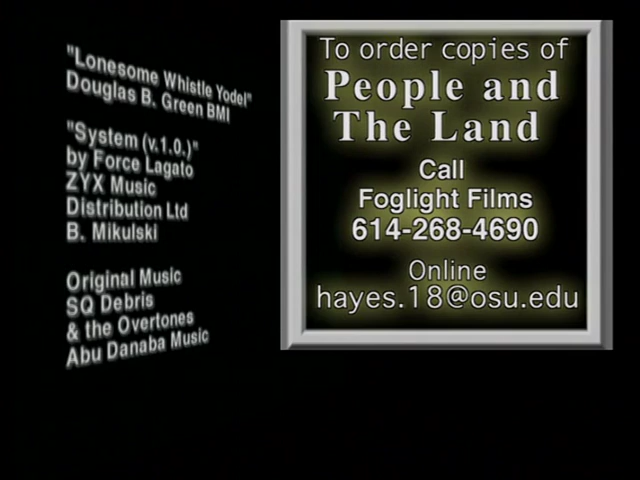 "Lonesome Whistle Yodel"
Douglas B. Green BMI
"System (v.1.0.)"
by Force Lagato
ZYX Music
Distribution Ltd
B. Mikulski
Original Music
SQ Debris
& the Overtones
Abu Danaba Music
To order copies of
People and
The Land
Call
Foglight Films
614-268-4690
Online
hayes.18@osu.edu